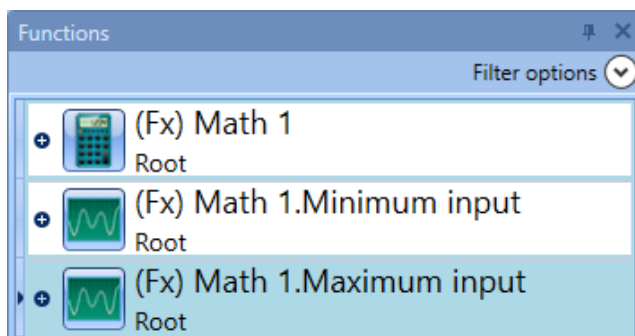 Functions
Filter options
(Fx) Math 1
Root
(Fx) Math 1.Minimum input
Root
(Fx) Math 1.Maximum input
Root